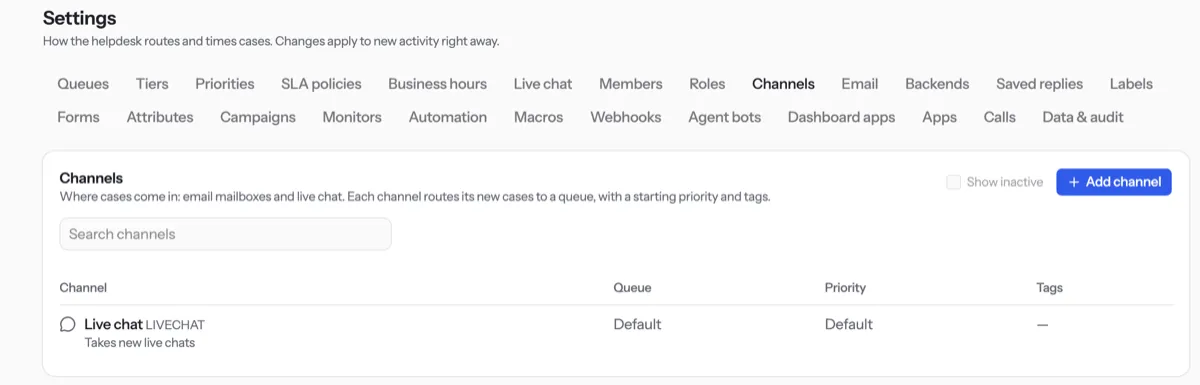 Settings
How the helpdesk routes and times cases. Changes apply to new activity right away.
Queues Tiers Priorities SLA policies Business hours Live chat Members Roles Channels Email Backends Saved replies Labels
Forms Attributes Campaigns Monitors Automation Macros Webhooks Agent bots Dashboard apps Apps Calls Data & audit
Channels
Where cases come in: email mailboxes and live chat. Each channel routes its new cases to a queue, with a starting priority and tags.
Show inactive
+ Add channel
Search channels
Channel Queue Priority Tags
Live chat LIVECHAT Default Default —
Takes new live chats